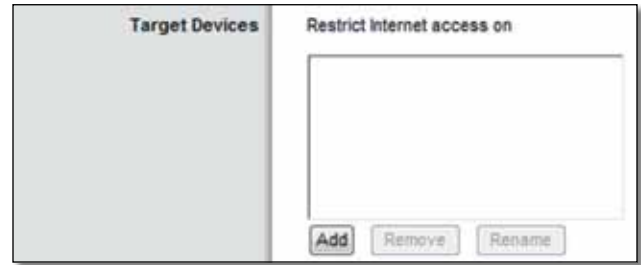 Target Devices
Restrict Internet access on
Add
Remove
Rename